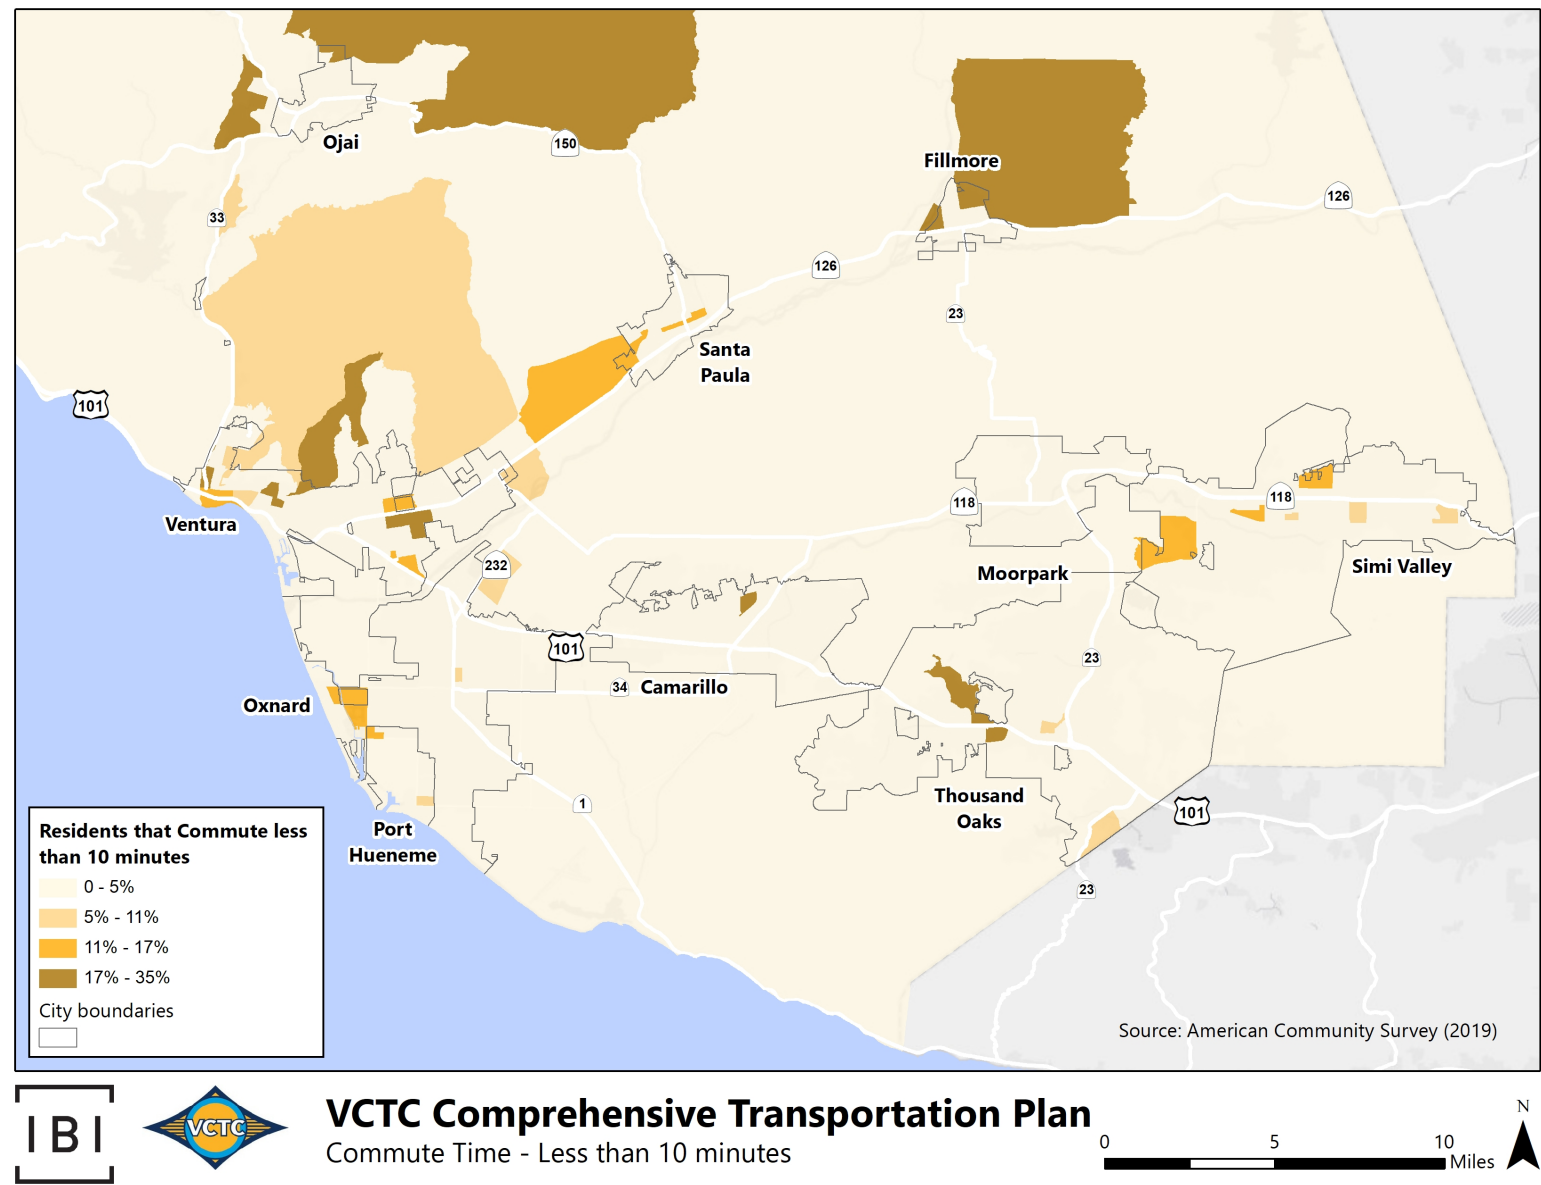 Ojai
150
Fillmore
126
33
126
23
Santa
Paula
101
118
118
Ventura
232
Moorpark
Simi Valley
101
23
34
Camarillo
Oxnard
1
Thousand
Oaks
101
Port
Hueneme
23
Residents that Commute less
than 10 minutes
0 - 5%
5% - 11%
11% - 17%
17% - 35%
City boundaries
Source: American Community Survey (2019)
IBI
VCTC
VCTC Comprehensive Transportation Plan
Commute Time - Less than 10 minutes
0 5 10
Miles
N